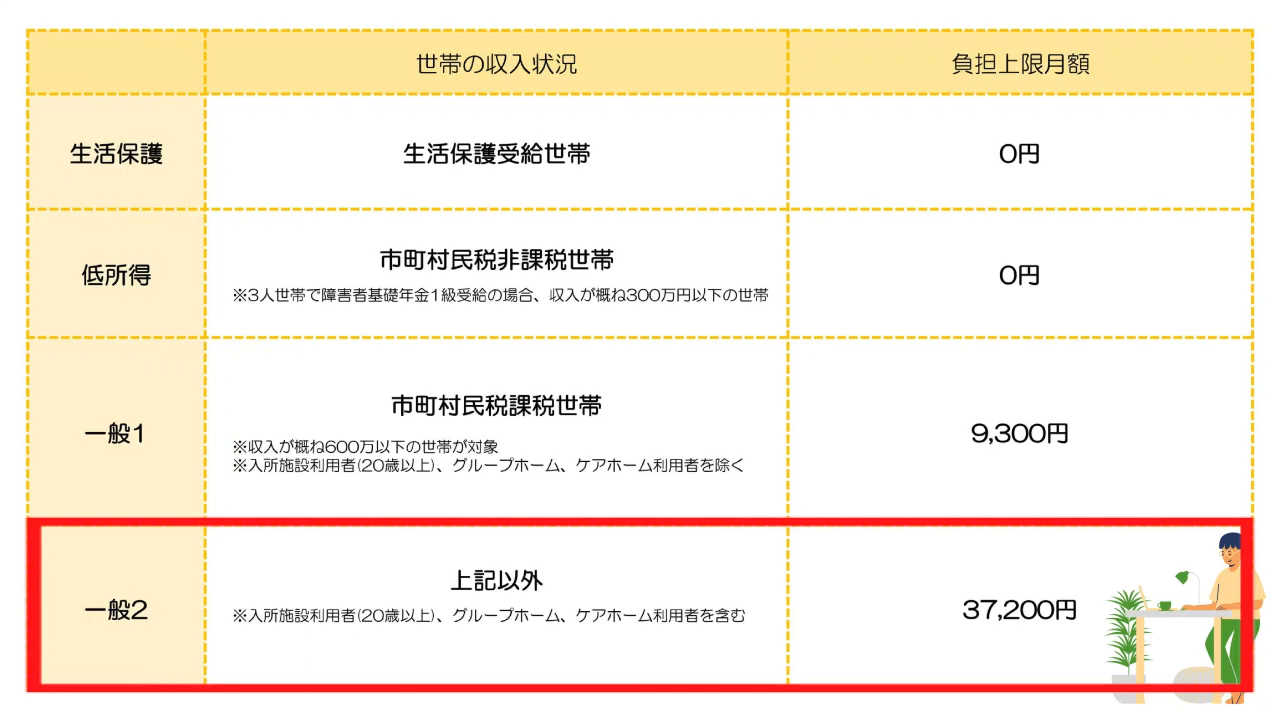 世帯の収入状況
負担上限月額
生活保護
生活保護受給世帯
0円
低所得
市町村民税非課税世帯
※3人世帯で障害者基礎年金1級受給の場合、収入が概ね300万円以下の世帯
0円
一般1
市町村民税課税世帯
※収入が概ね600万以下の世帯が対象
※入所施設利用者(20歳以上)、グループホーム、ケアホーム利用者を除く
9,300円
一般2
上記以外
※入所施設利用者(20歳以上)、グループホーム、ケアホーム利用者を含む
37,200円